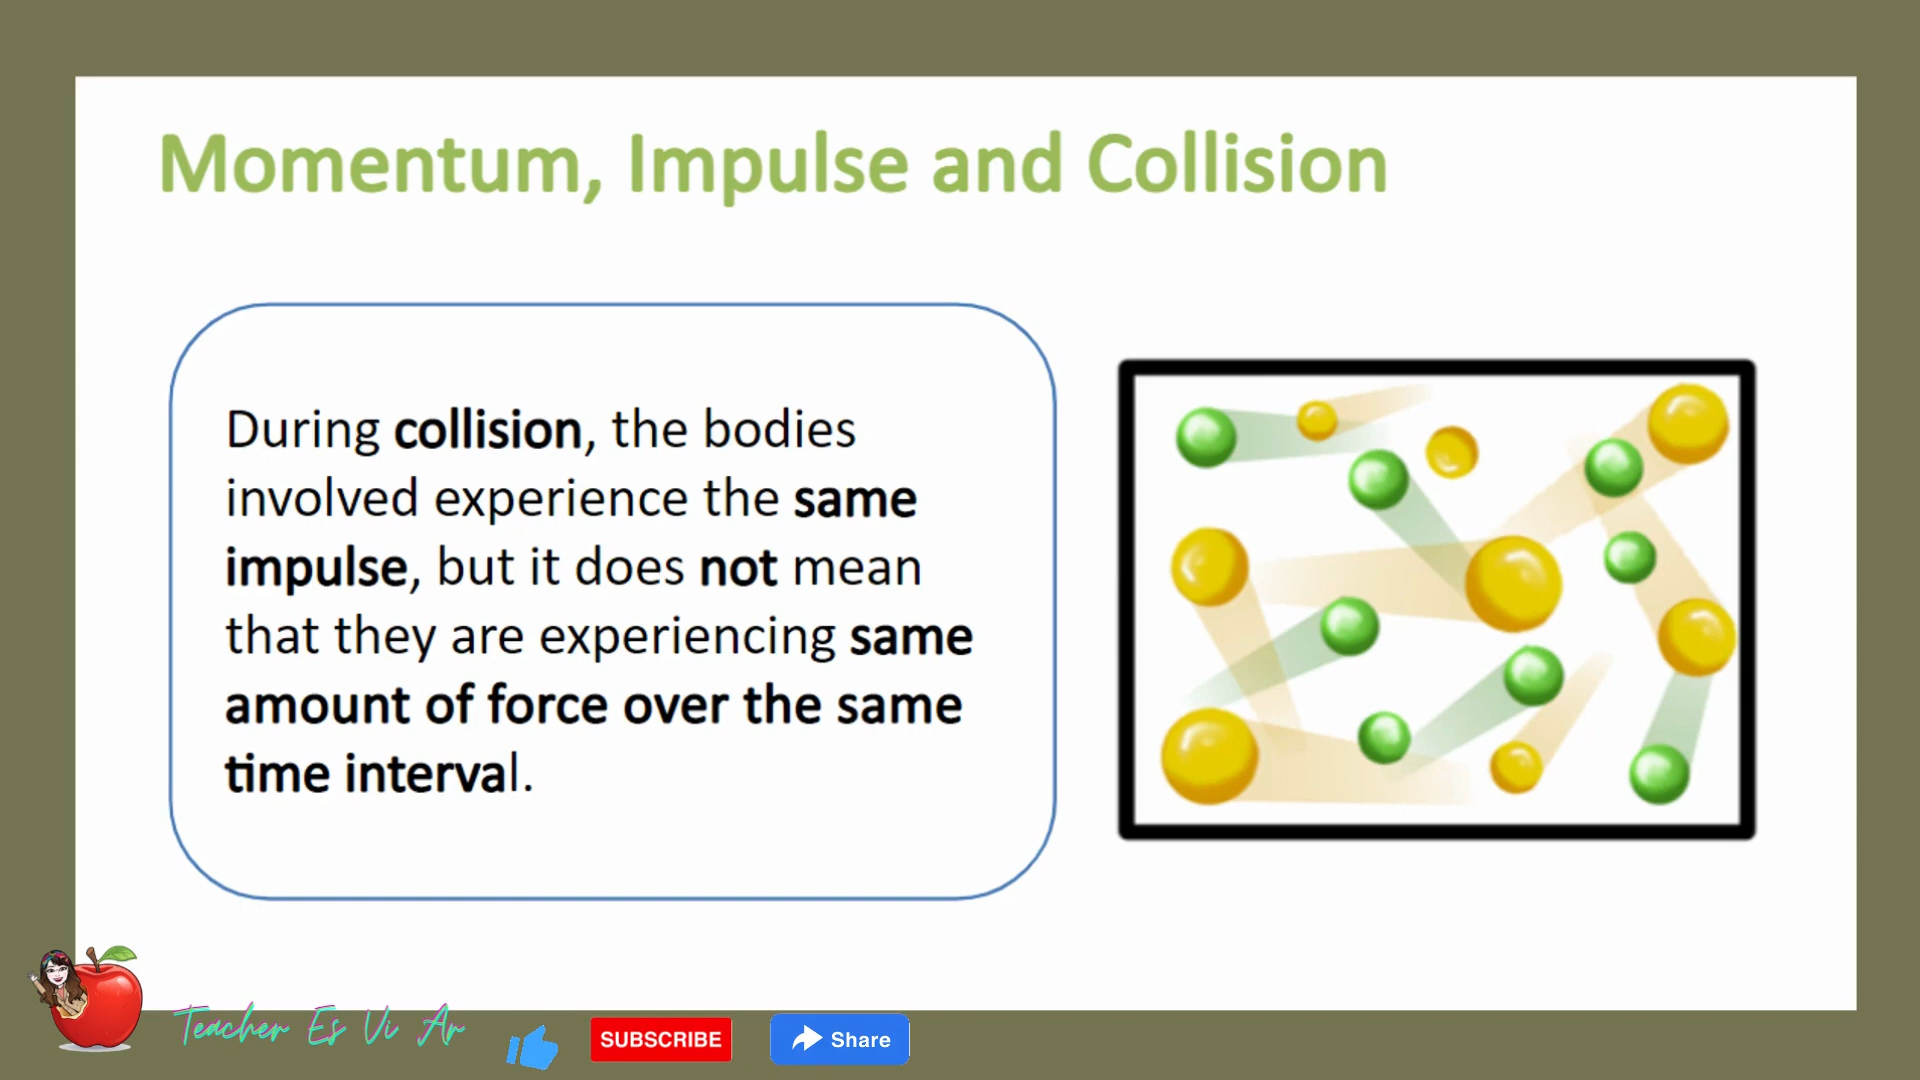 Momentum, Impulse and Collision
During collision, the bodies
involved experience the same
impulse, but it does not mean
that they are experiencing same
amount of force over the same
time interval.
Teacher Es Vi Ar
SUBSCRIBE
Share